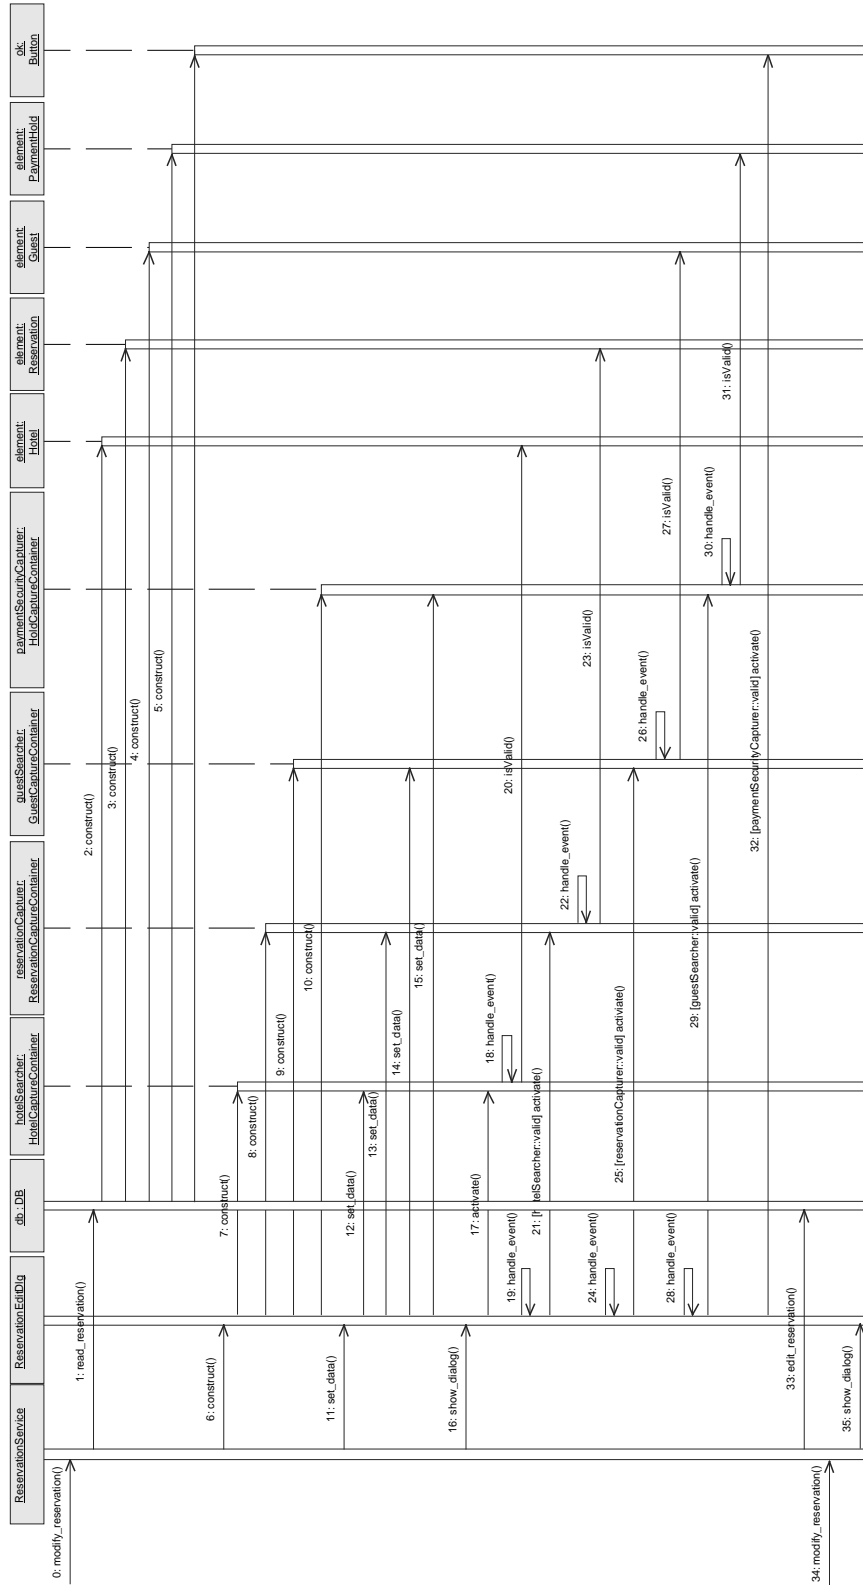 ReservationService
ReservationEditDlg
db : DB
hotelSearcher:
HotelCaptureContainer
reservationCapturer:
ReservationCaptureContainer
guestSearcher:
GuestCaptureContainer
paymentSecurityCapturer:
HoldCaptureContainer
element:
Hotel
element:
Reservation
element:
Guest
element:
PaymentHold
ok:
Button
0: modify_reservation()
1: read_reservation()
2: construct()
3: construct()
4: construct()
5: construct()
6: construct()
7: construct()
8: construct()
9: construct()
10: construct()
11: set_data()
12: set_data()
13: set_data()
14: set_data()
15: set_data()
16: show_dialog()
17: activate()
18: handle_event()
19: handle_event()
20: isValid()
21: [hotelSearcher::valid] activate()
22: handle_event()
23: isValid()
24: handle_event()
25: [reservationCapturer::valid] activiate()
26: handle_event()
27: isValid()
28: handle_event()
29: [guestSearcher::valid] activate()
30: handle_event()
31: isValid()
32: [paymentSecurityCapturer::valid] activate()
33: edit_reservation()
34: modify_reservation()
35: show_dialog()